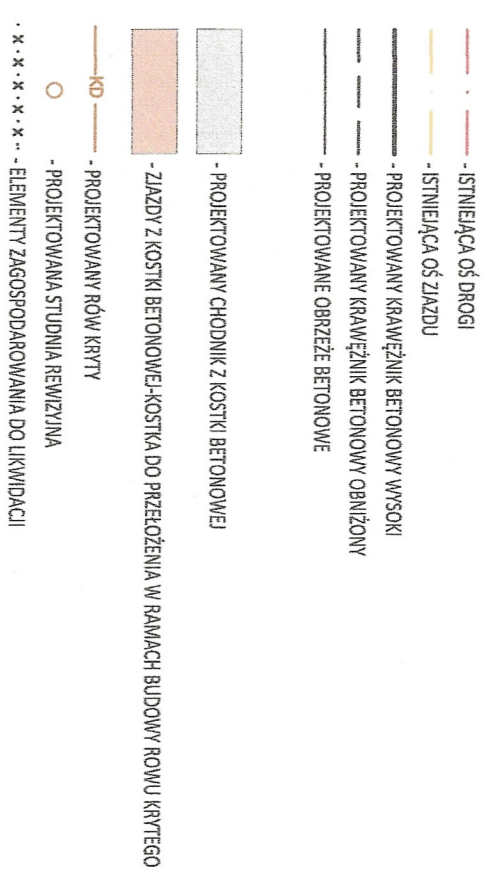 - ISTNIEJĄCA OŚ DROGI
- ISTNIEJĄCA OŚ ZJAZDU
- PROJEKTOWANY KRAWĘŻNIK BETONOWY WYSOKI
- PROJEKTOWANY KRAWĘŻNIK BETONOWY OBNIŻONY
- PROJEKTOWANE OBRZEŻE BETONOWE
- PROJEKTOWANY CHODNIK Z KOSTKI BETONOWEJ
- ZJAZDY Z KOSTKI BETONOWEJ-KOSTKA DO PRZEŁOŻENIA W RAMACH BUDOWY ROWU KRYTEGO
KD - PROJEKTOWANY RÓW KRYTY
- PROJEKTOWANA STUDNIA REWIZYJNA
- ELEMENTY ZAGOSPODAROWANIA DO LIKWIDACJI